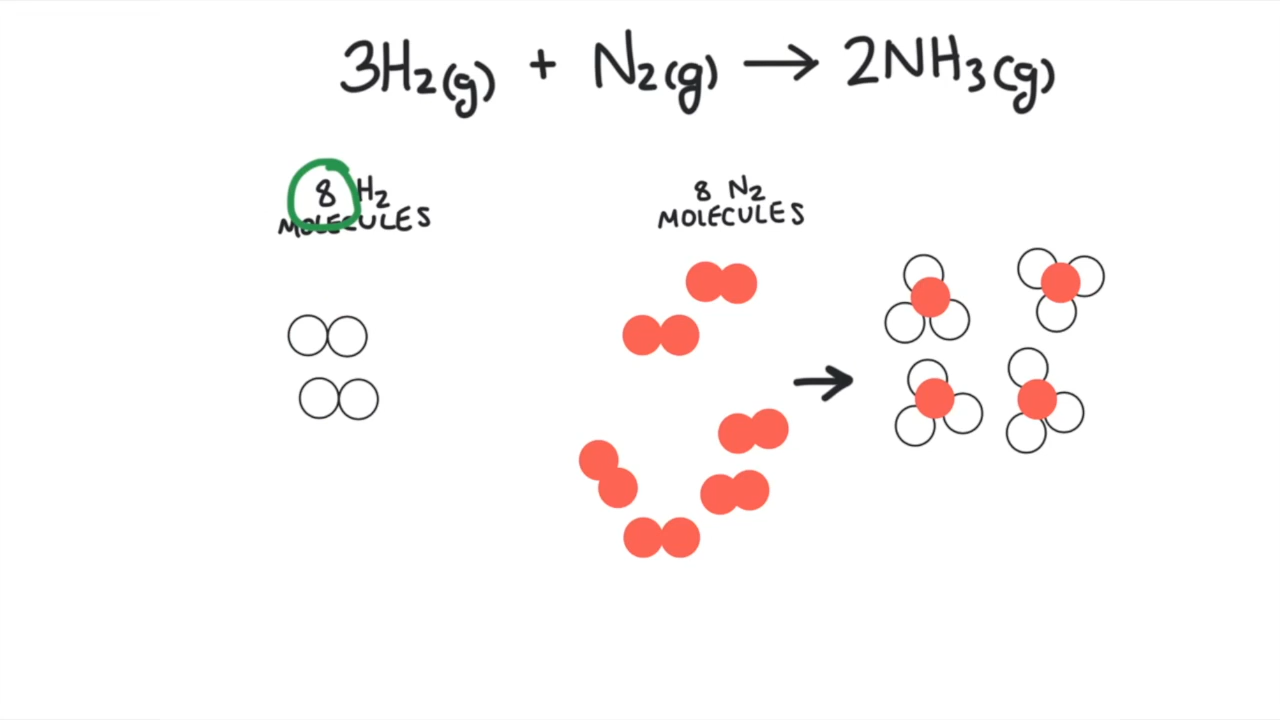 3H₂(g) + N₂(g) → 2NH₃(g)
8 H₂
MOLECULES
8 N₂
MOLECULES